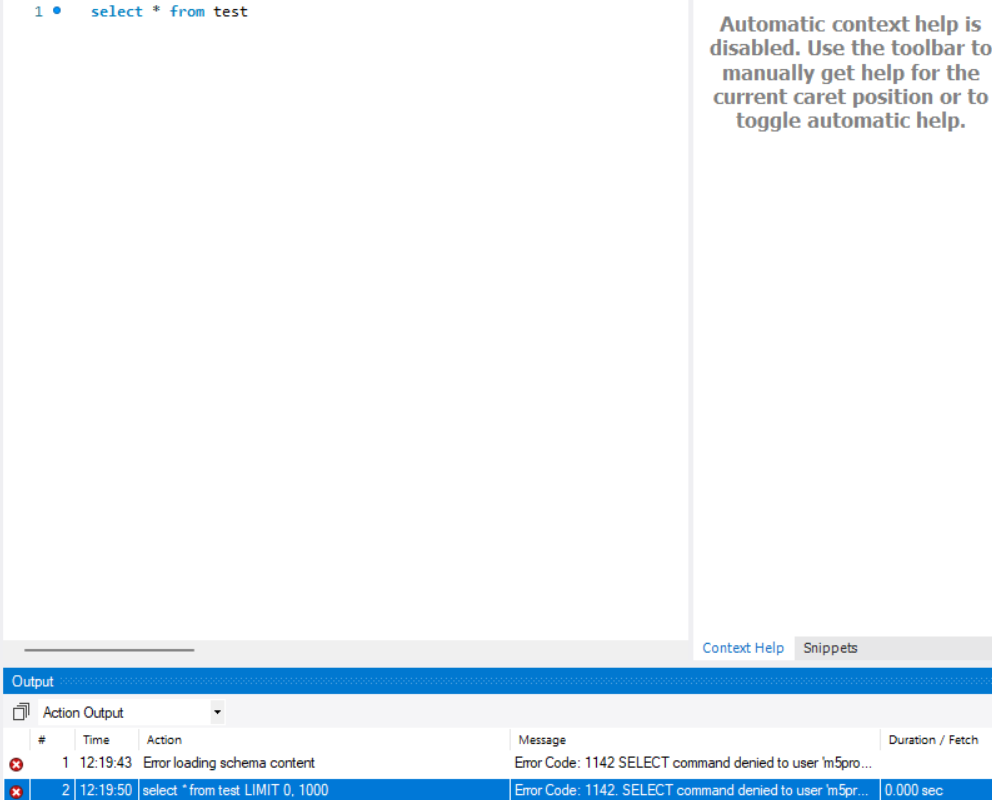 1 select * from test
Automatic context help is
disabled. Use the toolbar to
manually get help for the
current caret position or to
toggle automatic help.
Context Help Snippets
Output
Action Output
# Time Action Message Duration / Fetch
1 12:19:43 Error loading schema content Error Code: 1142 SELECT command denied to user 'm5pro...
2 12:19:50 select * from test LIMIT 0, 1000 Error Code: 1142. SELECT command denied to user 'm5pr... 0.000 sec